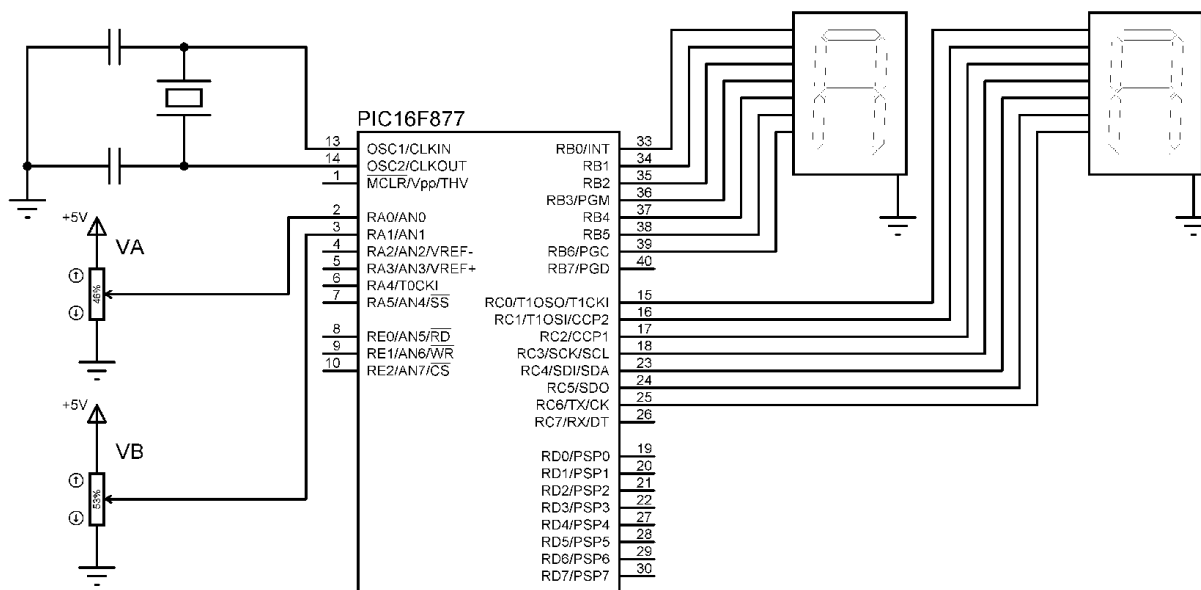 PIC16F877
13 OSC1/CLKIN
14 OSC2/CLKOUT
1 MCLR/Vpp/THV
2 RA0/AN0
3 RA1/AN1
4 RA2/AN2/VREF-
5 RA3/AN3/VREF+
6 RA4/T0CKI
7 RA5/AN4/SS
8 RE0/AN5/RD
9 RE1/AN6/WR
10 RE2/AN7/CS
RB0/INT 33
RB1 34
RB2 35
RB3/PGM 36
RB4 37
RB5 38
RB6/PGC 39
RB7/PGD 40
RC0/T1OSO/T1CKI 15
RC1/T1OSI/CCP2 16
RC2/CCP1 17
RC3/SCK/SCL 18
RC4/SDI/SDA 23
RC5/SDO 24
RC6/TX/CK 25
RC7/RX/DT 26
RD0/PSP0 19
RD1/PSP1 20
RD2/PSP2 21
RD3/PSP3 22
RD4/PSP4 27
RD5/PSP5 28
RD6/PSP6 29
RD7/PSP7 30
+5V
VA
46%
+5V
VB
53%